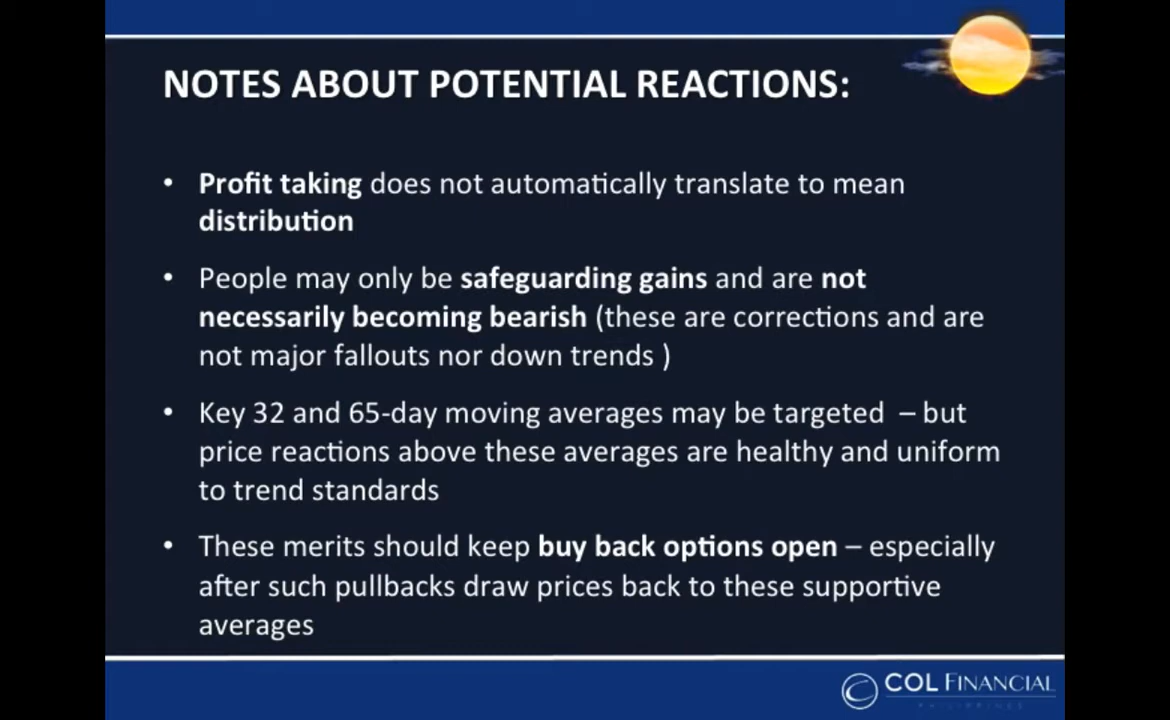 NOTES ABOUT POTENTIAL REACTIONS:
• Profit taking does not automatically translate to mean
distribution
• People may only be safeguarding gains and are not
necessarily becoming bearish (these are corrections and are
not major fallouts nor down trends )
• Key 32 and 65-day moving averages may be targeted – but
price reactions above these averages are healthy and uniform
to trend standards
• These merits should keep buy back options open – especially
after such pullbacks draw prices back to these supportive
averages
COL FINANCIAL
PHILIPPINES